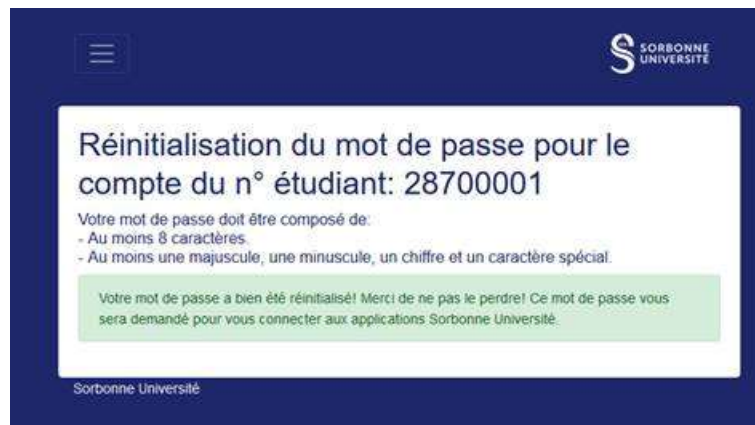 SORBONNE
UNIVERSITÉ
Réinitialisation du mot de passe pour le
compte du n° étudiant: 28700001
Votre mot de passe doit être composé de:
- Au moins 8 caractères.
- Au moins une majuscule, une minuscule, un chiffre et un caractère spécial.
Votre mot de passe a bien été réinitialisé! Merci de ne pas le perdre! Ce mot de passe vous
sera demandé pour vous connecter aux applications Sorbonne Université.
Sorbonne Université